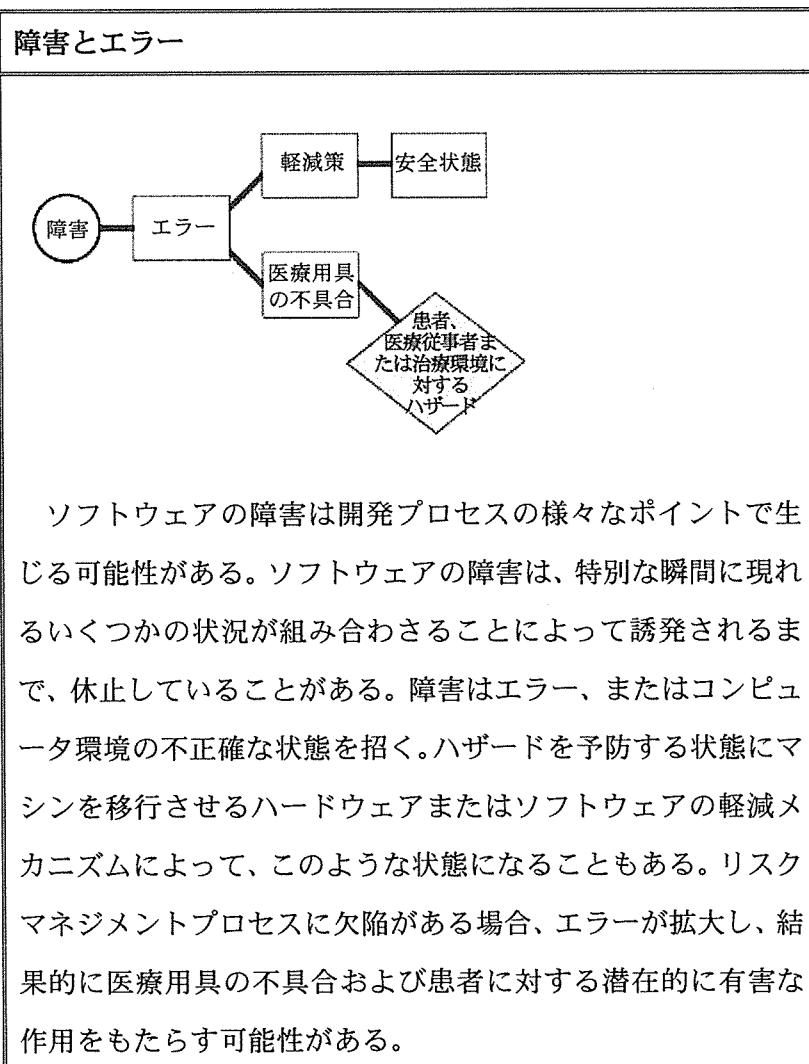 障害とエラー
軽減策
安全状態
障害
エラー
医療用具
の不具合
患者、
医療従事者ま
たは治療環境に
対する
ハザード
ソフトウェアの障害は開発プロセスの様々なポイントで生
じる可能性がある。ソフトウェアの障害は、特別な瞬間に現れ
るいくつかの状況が組み合わさることによって誘発されるま
で、休止していることがある。障害はエラー、またはコンピュ
ータ環境の不正確な状態を招く。ハザードを予防する状態にマ
シンを移行させるハードウェアまたはソフトウェアの軽減メ
カニズムによって、このような状態になることもある。リスク
マネジメントプロセスに欠陥がある場合、エラーが拡大し、結
果的に医療用具の不具合および患者に対する潜在的に有害な
作用をもたらす可能性がある。